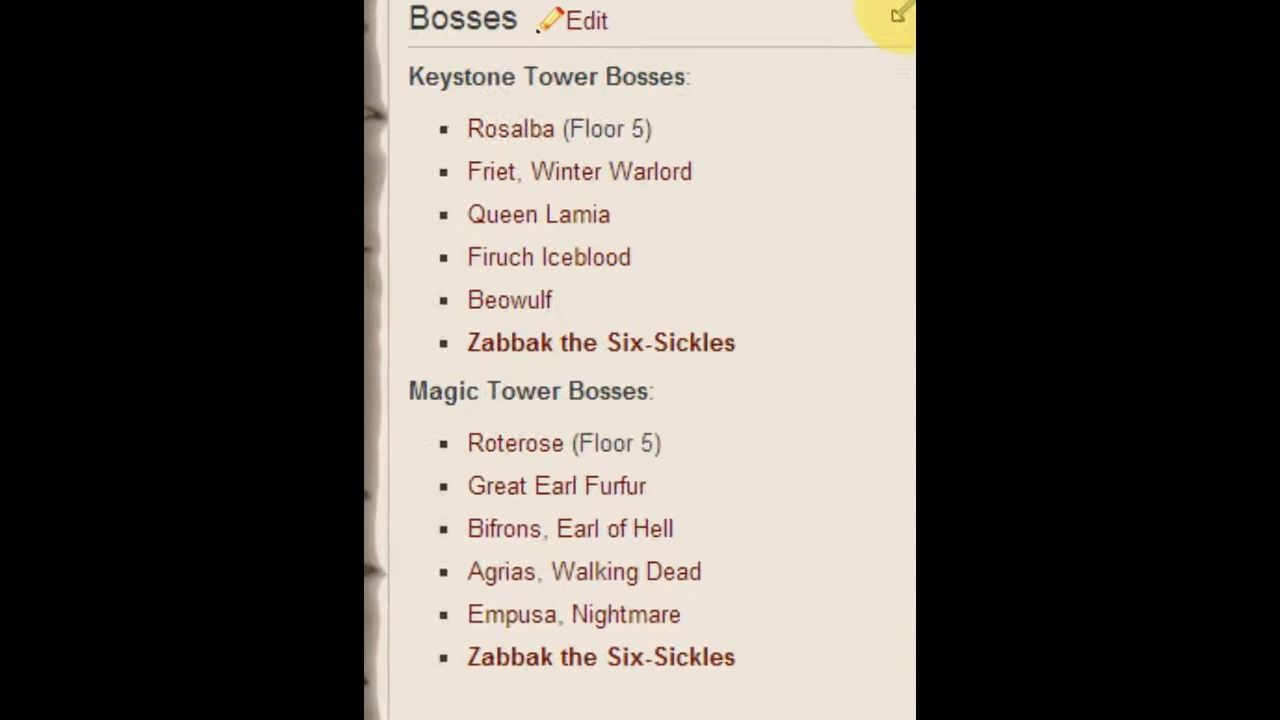 Bosses Edit
Keystone Tower Bosses:
Rosalba (Floor 5)
Friet, Winter Warlord
Queen Lamia
Firuch Iceblood
Beowulf
Zabbak the Six-Sickles
Magic Tower Bosses:
Roterose (Floor 5)
Great Earl Furfur
Bifrons, Earl of Hell
Agrias, Walking Dead
Empusa, Nightmare
Zabbak the Six-Sickles